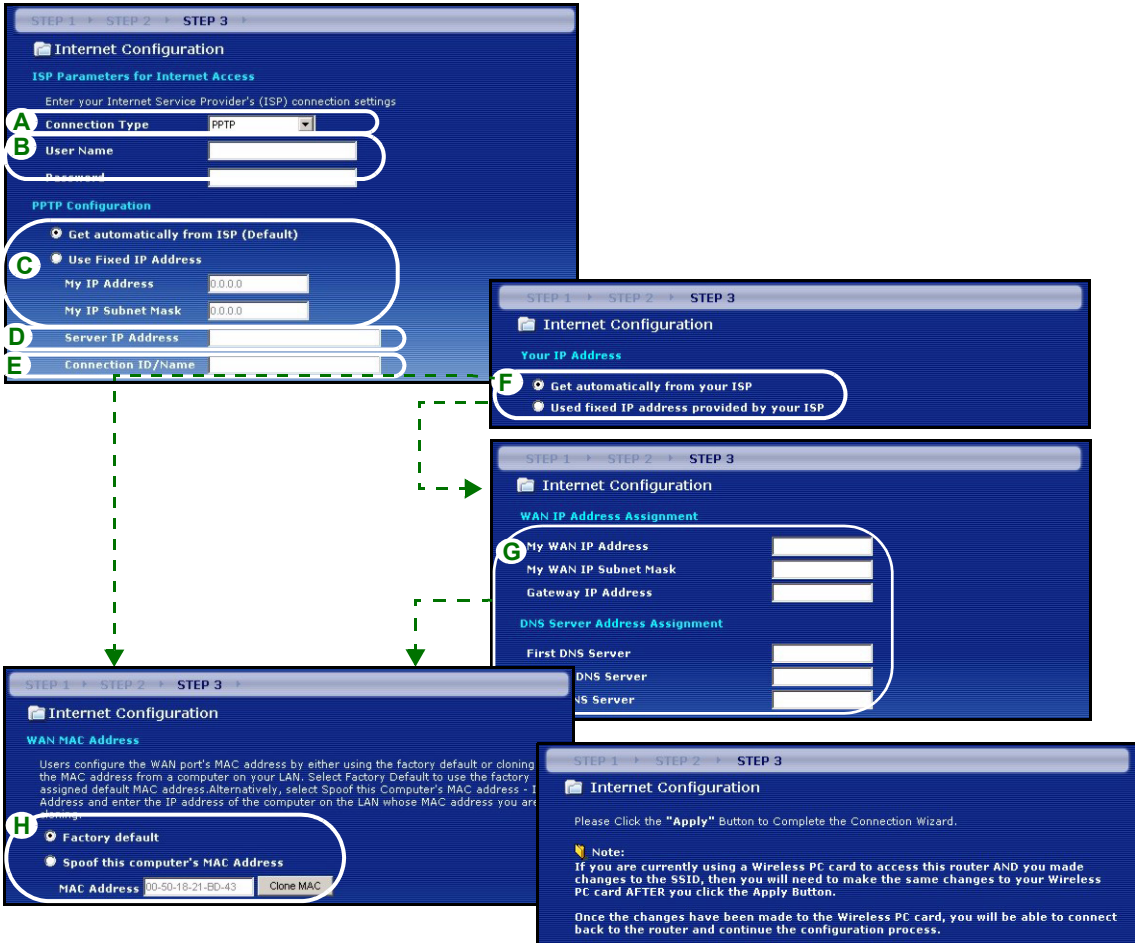 STEP 1 STEP 2 STEP 3
Internet Configuration
ISP Parameters for Internet Access
Enter your Internet Service Provider's (ISP) connection settings
A Connection Type PPTP
B User Name
Password
PPTP Configuration
Get automatically from ISP (Default)
C Use Fixed IP Address
My IP Address 0.0.0.0
My IP Subnet Mask 0.0.0.0
D Server IP Address
E Connection ID/Name
STEP 1 STEP 2 STEP 3
Internet Configuration
Your IP Address
F Get automatically from your ISP
Used fixed IP address provided by your ISP
STEP 1 STEP 2 STEP 3
Internet Configuration
WAN IP Address Assignment
G My WAN IP Address
My WAN IP Subnet Mask
Gateway IP Address
DNS Server Address Assignment
First DNS Server
DNS Server
Server
STEP 1 STEP 2 STEP 3
Internet Configuration
WAN MAC Address
Users configure the WAN port's MAC address by either using the factory default or cloning
the MAC address from a computer on your LAN. Select Factory Default to use the factory
assigned default MAC address.Alternatively, select Spoof this Computer's MAC address -
Address and enter the IP address of the computer on the LAN whose MAC address you are
cloning.
H Factory default
Spoof this computer's MAC Address
MAC Address 00-50-18-21-BD-43 Clone MAC
STEP 1 STEP 2 STEP 3
Internet Configuration
Please Click the "Apply" Button to Complete the Connection Wizard.
Note:
If you are currently using a Wireless PC card to access this router AND you made
changes to the SSID, then you will need to make the same changes to your Wireless
PC card AFTER you click the Apply Button.
Once the changes have been made to the Wireless PC card, you will be able to connect
back to the router and continue the configuration process.